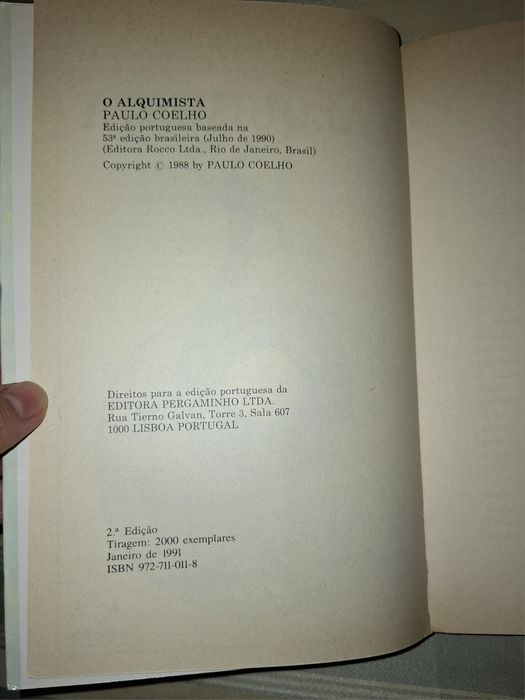 O ALQUIMISTA
PAULO COELHO
Edição portuguesa baseada na
53ª edição brasileira (Julho de 1990)
(Editora Rocco Ltda., Rio de Janeiro, Brasil)
Copyright © 1988 by PAULO COELHO
Direitos para a edição portuguesa da
EDITORA PERGAMINHO LTDA.
Rua Tierno Galvan, Torre 3, Sala 607
1000 LISBOA PORTUGAL
2.ª Edição
Tiragem: 2000 exemplares
Janeiro de 1991
ISBN 972-711-011-8